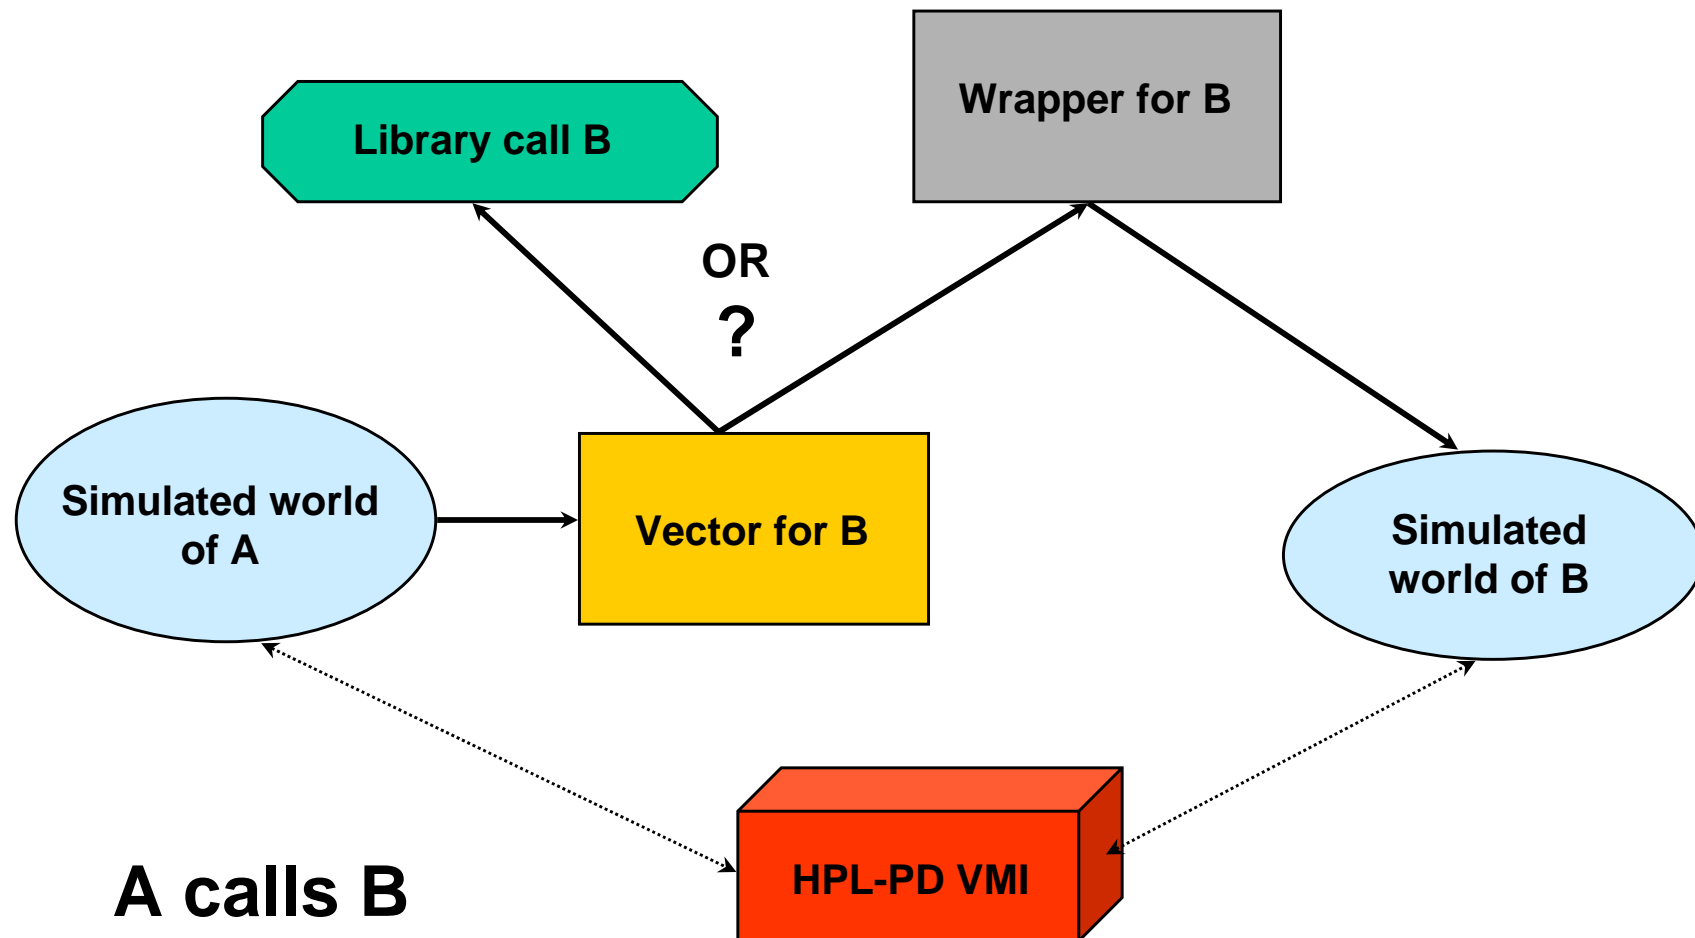 Wrapper for B
Library call B
OR
?
Simulated world
of A
Vector for B
Simulated
world of B
HPL-PD VMI
A calls B